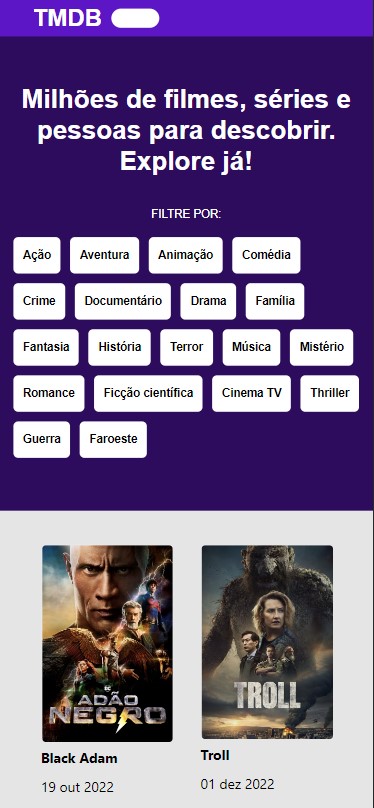 TMDB
Milhões de filmes, séries e
pessoas para descobrir.
Explore já!
FILTRE POR:
Ação Aventura Animação Comédia
Crime Documentário Drama Família
Fantasia História Terror Música Mistério
Romance Ficção científica Cinema TV Thriller
Guerra Faroeste
DC
ADÃO
NEGRO
TROLL
Black Adam
Troll
19 out 2022
01 dez 2022